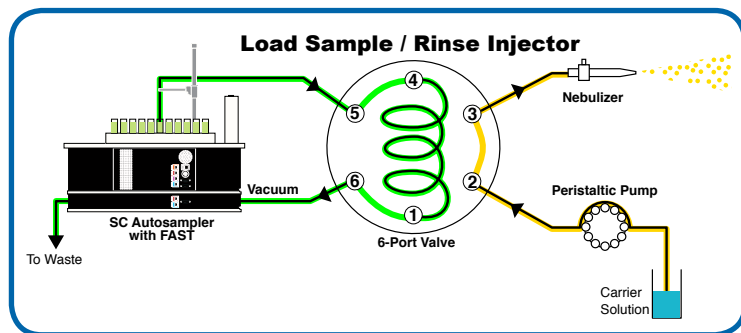 Load Sample / Rinse Injector
4
5
3
Nebulizer
6
2
Vacuum
Peristaltic Pump
1
SC Autosampler
with FAST
6-Port Valve
To Waste
Carrier
Solution